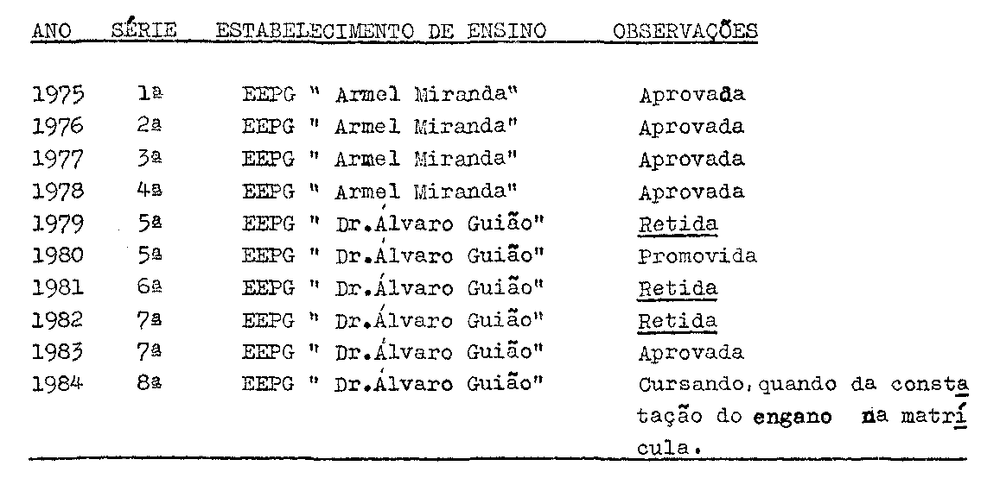 ANO SÉRIE ESTABELECIMENTO DE ENSINO OBSERVAÇÕES
1975 1ª EEPG " Armel Miranda" Aprovada
1976 2ª EEPG " Armel Miranda" Aprovada
1977 3ª EEPG " Armel Miranda" Aprovada
1978 4ª EEPG " Armel Miranda" Aprovada
1979 5ª EEPG " Dr.Álvaro Guião" Retida
1980 5ª EEPG " Dr.Álvaro Guião" Promovida
1981 6ª EEPG " Dr.Álvaro Guião" Retida
1982 7ª EEPG " Dr.Álvaro Guião" Retida
1983 7ª EEPG " Dr.Álvaro Guião" Aprovada
1984 8ª EEPG " Dr.Álvaro Guião" Cursando, quando da consta
tação do engano na matrí
cula.